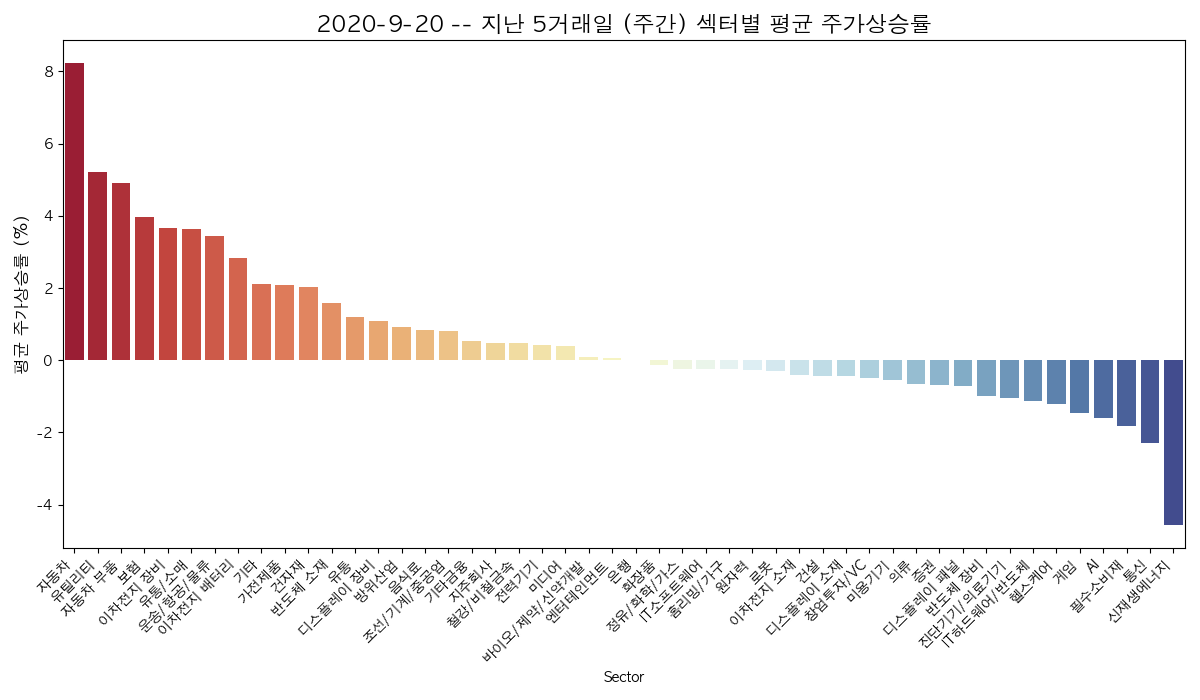 2020-9-20 -- 지난 5거래일 (주간) 섹터별 평균 주가상승률
평균 주가상승률 (%)
8
6
4
2
0
-2
-4
자동차
유틸리티
자동차 부품
보험
이차전지 장비
유통/소매
운송/항공/물류
이차전지 배터리
기타
가전제품
건자재
반도체 소재
유통
디스플레이 장비
방위산업
음식료
조선/기계/중공업
기타금융
지주회사
철강/비철금속
전력기기
미디어
바이오/제약/신약개발
엔터테인먼트
은행
화장품
정유/화학/가스
IT소프트웨어
홈리빙/가구
원자력
로봇
이차전지 소재
건설
디스플레이 소재
창업투자/VC
미용기기
의류
증권
디스플레이 패널
반도체 장비
진단기기/의료기기
IT하드웨어/반도체
헬스케어
게임
AI
필수소비재
통신
신재생에너지
Sector